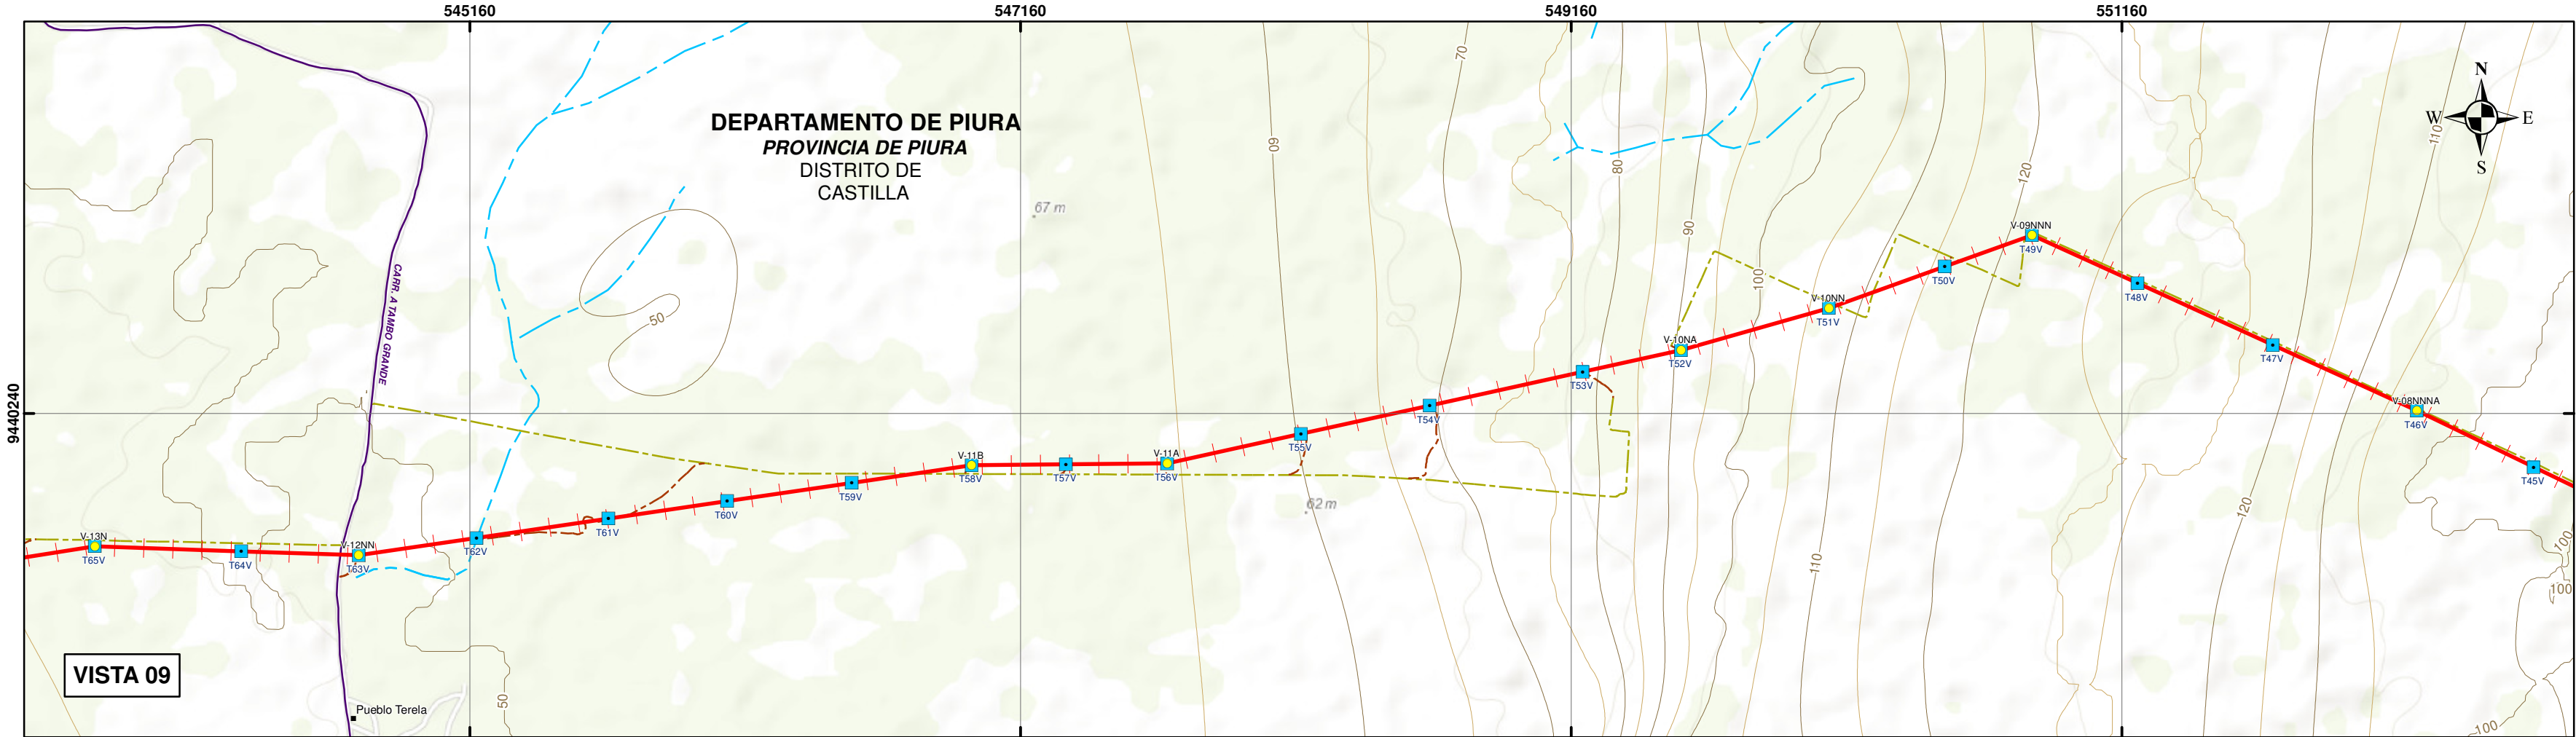 545160
547160
549160
551160
N
W
E
S
DEPARTAMENTO DE PIURA
PROVINCIA DE PIURA
DISTRITO DE
CASTILLA
70
60
80
90
100
110
120
110
67 m
50
CARR. A TAMBO GRANDE
9440240
V-09NNN
T49V
T50V
T48V
V-10NN
T51V
V-10NA
T52V
T47V
T53V
V-08NNNA
T46V
T54V
T55V
V-11B
T58V
T57V
V-11A
T56V
T45V
T59V
T60V
62 m
T61V
T62V
V-13N
T65V
T64V
V-12NN
T63V
120
100
100
100
50
VISTA 09
Pueblo Terela